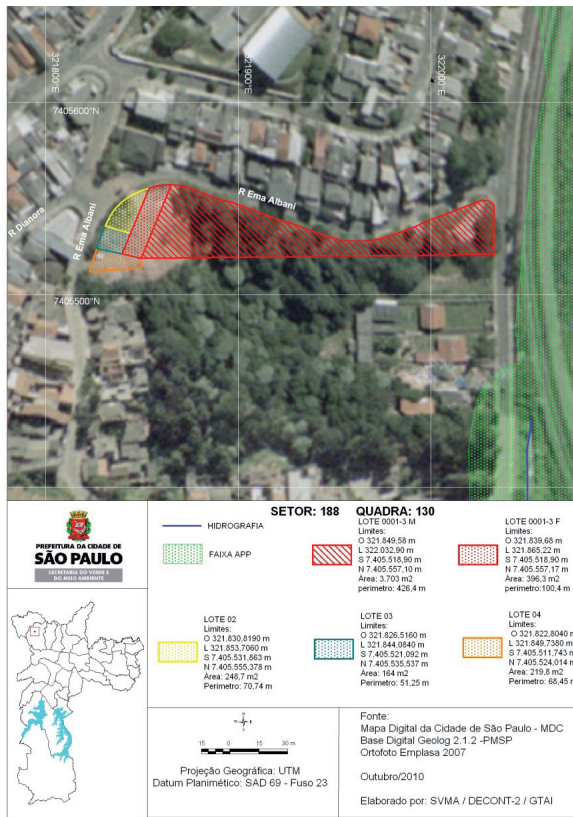 321800°E
321900°E
322000°E
7405600°N
R Ema Albani
R Dianora
R Ema Albani
7405500°N
SETOR: 188 QUADRA: 130
PREFEITURA DA CIDADE DE
SÃO PAULO
SECRETARIA DO VERDE E
DO MEIO AMBIENTE
HIDROGRAFIA
FAIXA APP
LOTE 0001-3 M
Limites:
O 321.849,58 m
L 322.032,90 m
S 7.405.518,90 m
N 7.405.557,10 m
Área: 3.703 m2
perimetro: 426,4 m
LOTE 0001-3 F
Limites:
O 321.839,68 m
L 321.865,22 m
S 7.405.518,90 m
N 7.405.557,17 m
Área: 396,3 m2
perimetro:100,4 m
LOTE 02
Limites:
O 321.830,8190 m
L 321.853,7060 m
S 7.405.531,863 m
N 7.405.555,378 m
Área: 248,7 m2
Perimetro: 70,74 m
LOTE 03
Limites:
O 321.826,5160 m
L 321.844,0840 m
S 7.405.521,092 m
N 7.405.535,537 m
Área: 164 m2
Perimetro: 51,25 m
LOTE 04
Limites:
O 321.822,8040 m
L 321.849,7380 m
S 7.405.511,743 m
N 7.405.524,014 m
Área: 219,8 m2
Perimetro: 68,45 m
15 0 15 30 m
Projeção Geográfica: UTM
Datum Planimético: SAD 69 - Fuso 23
Fonte:
Mapa Digital da Cidade de São Paulo - MDC
Base Digital Geolog 2.1.2 -PMSP
Ortofoto Emplasa 2007
Outubro/2010
Elaborado por: SVMA / DECONT-2 / GTAI